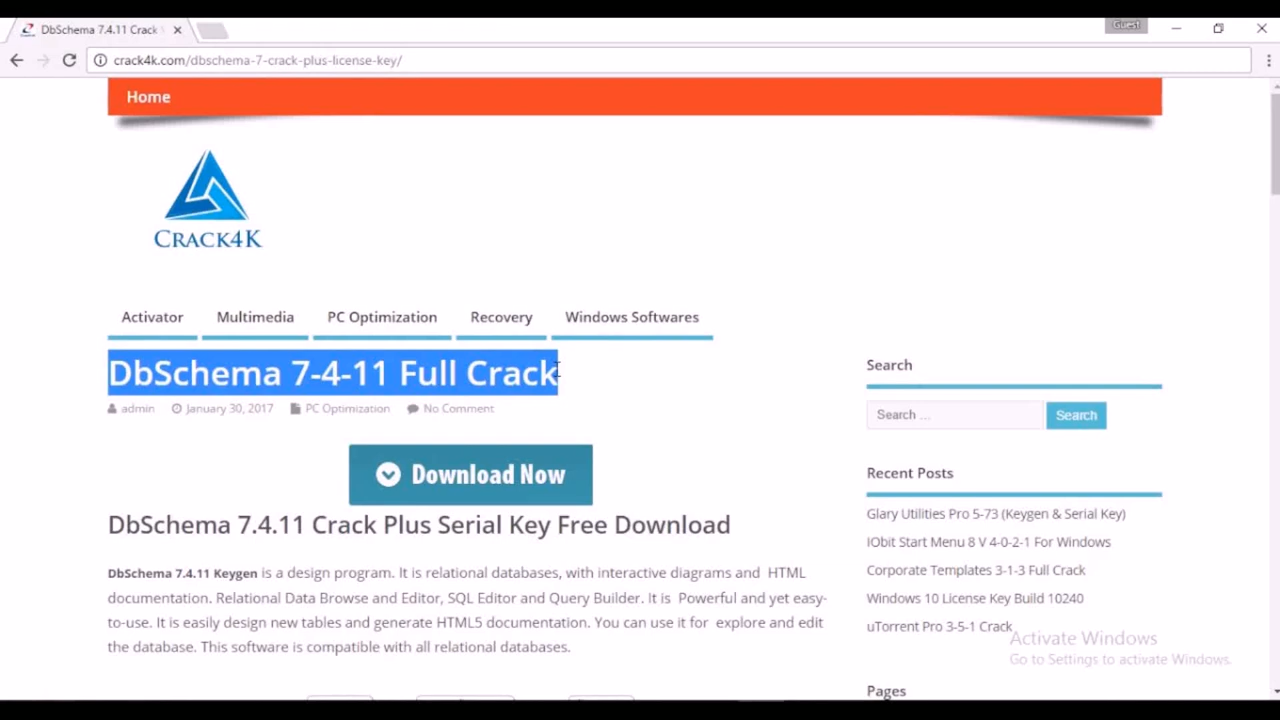 DbSchema 7.4.11 Crack
Guest
crack4k.com/dbschema-7-crack-plus-license-key/
Home
CRACK4K
Activator Multimedia PC Optimization Recovery Windows Softwares
DbSchema 7-4-11 Full Crack
admin January 30, 2017 PC Optimization No Comment
Download Now
DbSchema 7.4.11 Crack Plus Serial Key Free Download
DbSchema 7.4.11 Keygen is a design program. It is relational databases, with interactive diagrams and HTML
documentation. Relational Data Browse and Editor, SQL Editor and Query Builder. It is Powerful and yet easy-
to-use. It is easily design new tables and generate HTML5 documentation. You can use it for explore and edit
the database. This software is compatible with all relational databases.
Search
Search ... Search
Recent Posts
Glary Utilities Pro 5-73 (Keygen & Serial Key)
IObit Start Menu 8 V 4-0-2-1 For Windows
Corporate Templates 3-1-3 Full Crack
Windows 10 License Key Build 10240
uTorrent Pro 3-5-1 Crack
Activate Windows
Go to Settings to activate Windows.
Pages